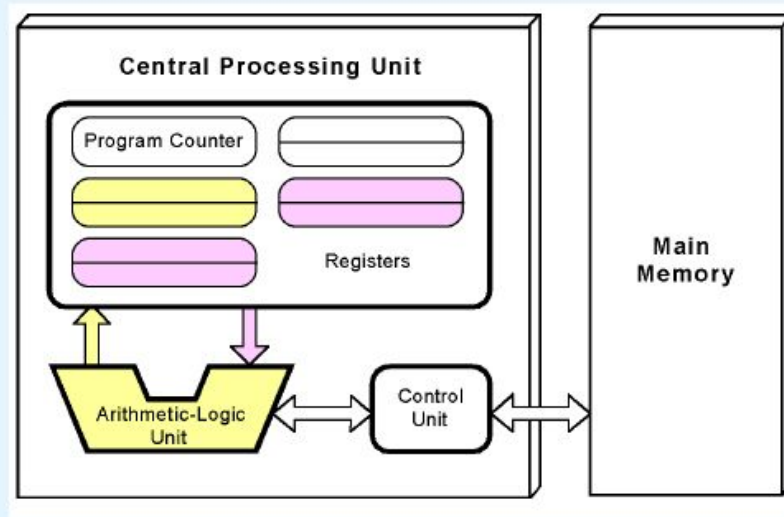 Central Processing Unit
Program Counter
Registers
Main
Memory
Arithmetic-Logic
Unit
Control
Unit